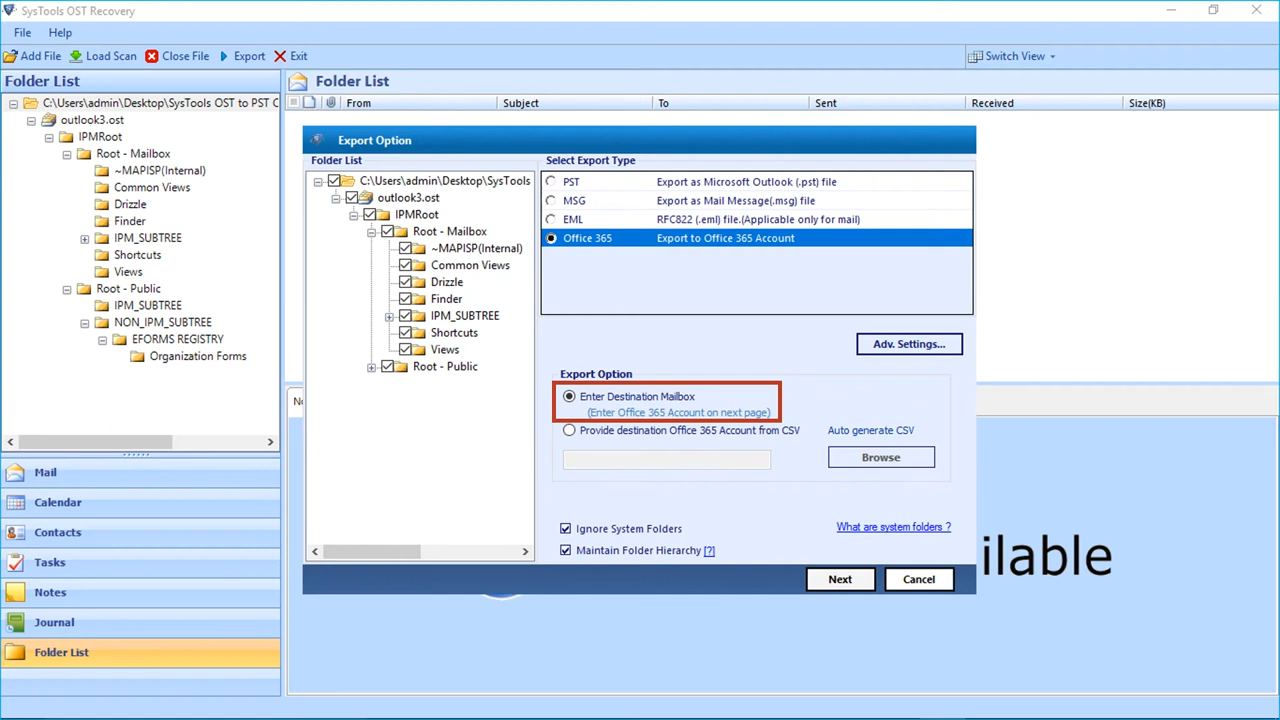 SysTools OST Recovery
File Help
Add File Load Scan Close File Export Exit Switch View
Folder List
C:\Users\admin\Desktop\SysTools OST to PST C
outlook3.ost
IPMRoot
Root - Mailbox
~MAPISP(Internal)
Common Views
Drizzle
Finder
IPM_SUBTREE
Shortcuts
Views
Root - Public
IPM_SUBTREE
NON_IPM_SUBTREE
EFORMS REGISTRY
Organization Forms
Mail
Calendar
Contacts
Tasks
Notes
Journal
Folder List
Folder List
From Subject To Sent Received Size(KB)
Export Option
Folder List
C:\Users\admin\Desktop\SysTools
outlook3.ost
IPMRoot
Root - Mailbox
~MAPISP(Internal)
Common Views
Drizzle
Finder
IPM_SUBTREE
Shortcuts
Views
Root - Public
Select Export Type
PST Export as Microsoft Outlook (.pst) file
MSG Export as Mail Message(.msg) file
EML RFC822 (.eml) file.(Applicable only for mail)
Office 365 Export to Office 365 Account
Adv. Settings...
Export Option
Enter Destination Mailbox
(Enter Office 365 Account on next page)
Provide destination Office 365 Account from CSV Auto generate CSV
Browse
Ignore System Folders What are system folders ?
Maintain Folder Hierarchy [?]
Next Cancel
ilable